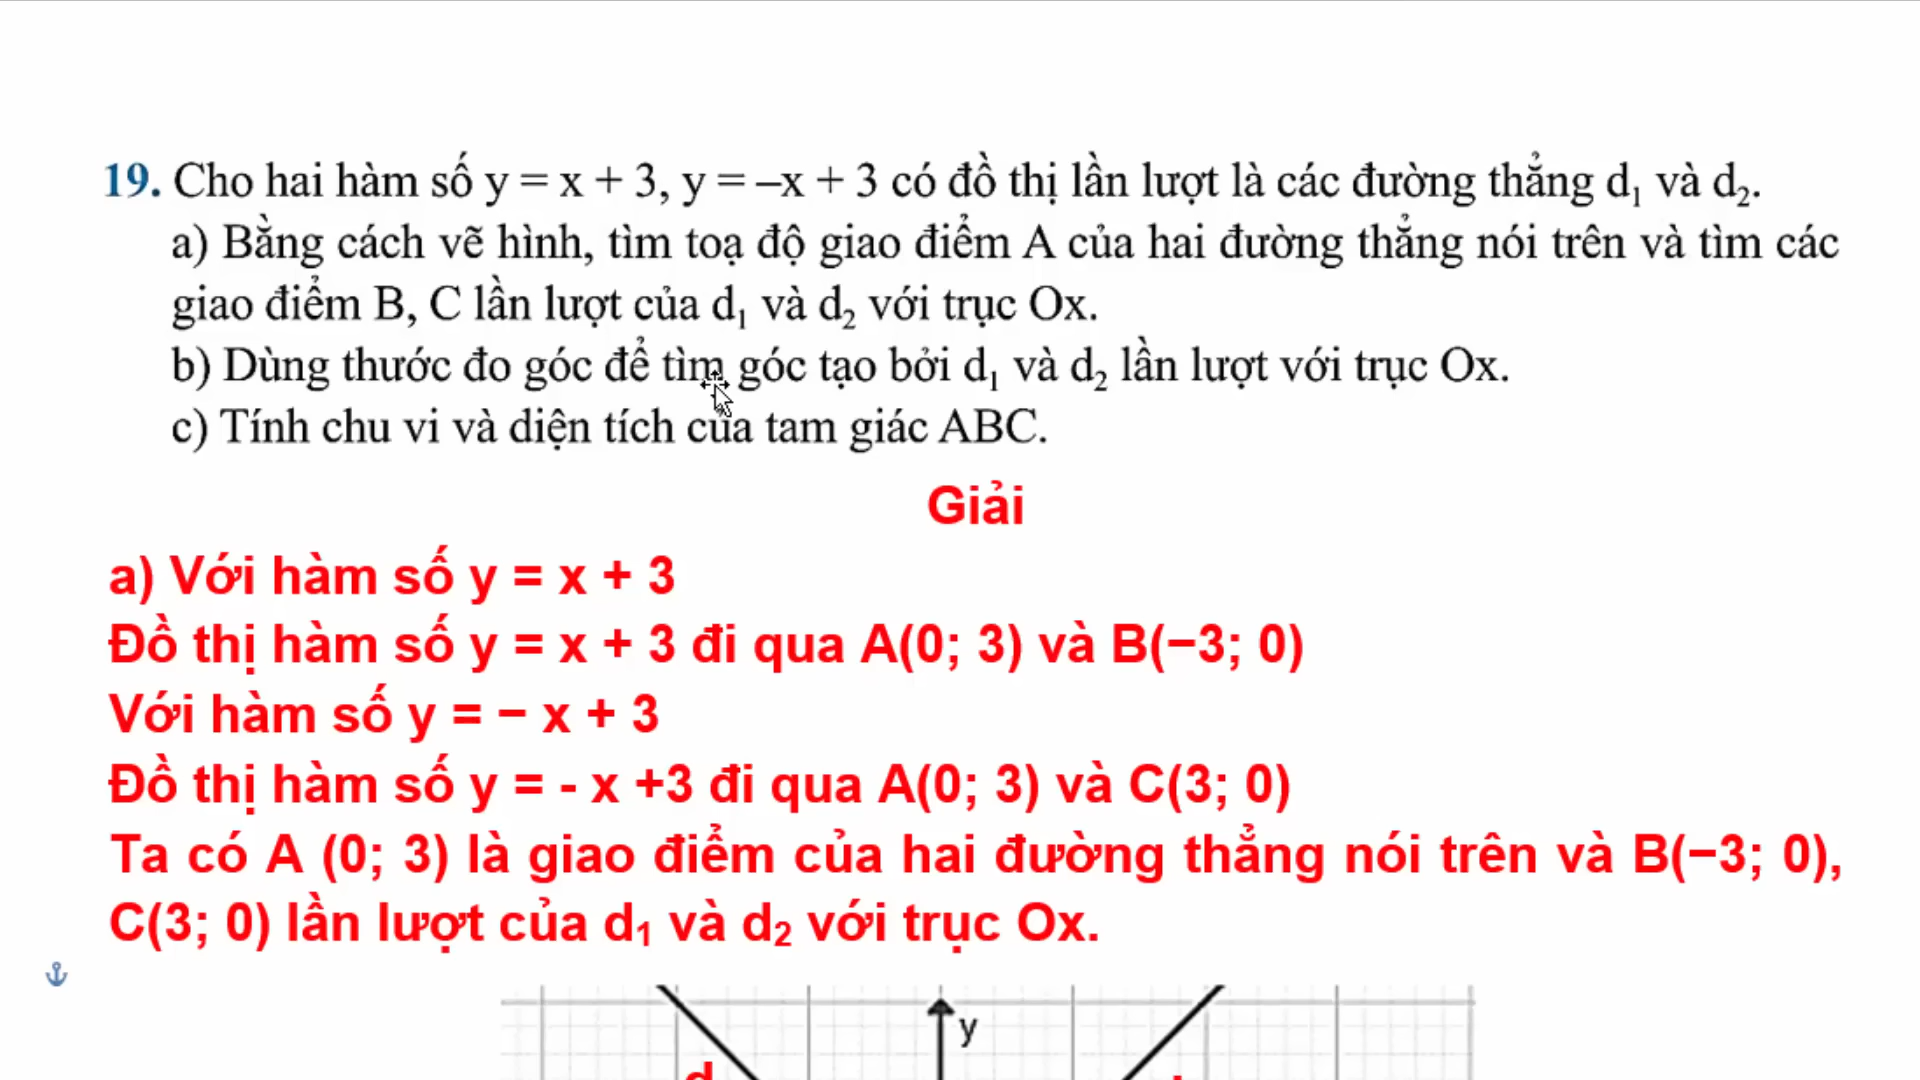 19. Cho hai hàm số y = x + 3, y = –x + 3 có đồ thị lần lượt là các đường thẳng d₁ và d₂.
a) Bằng cách vẽ hình, tìm toạ độ giao điểm A của hai đường thẳng nói trên và tìm các
giao điểm B, C lần lượt của d₁ và d₂ với trục Ox.
b) Dùng thước đo góc để tìm góc tạo bởi d₁ và d₂ lần lượt với trục Ox.
c) Tính chu vi và diện tích của tam giác ABC.
Giải
a) Với hàm số y = x + 3
Đồ thị hàm số y = x + 3 đi qua A(0; 3) và B(−3; 0)
Với hàm số y = − x + 3
Đồ thị hàm số y = - x +3 đi qua A(0; 3) và C(3; 0)
Ta có A (0; 3) là giao điểm của hai đường thẳng nói trên và B(−3; 0),
C(3; 0) lần lượt của d₁ và d₂ với trục Ox.
y